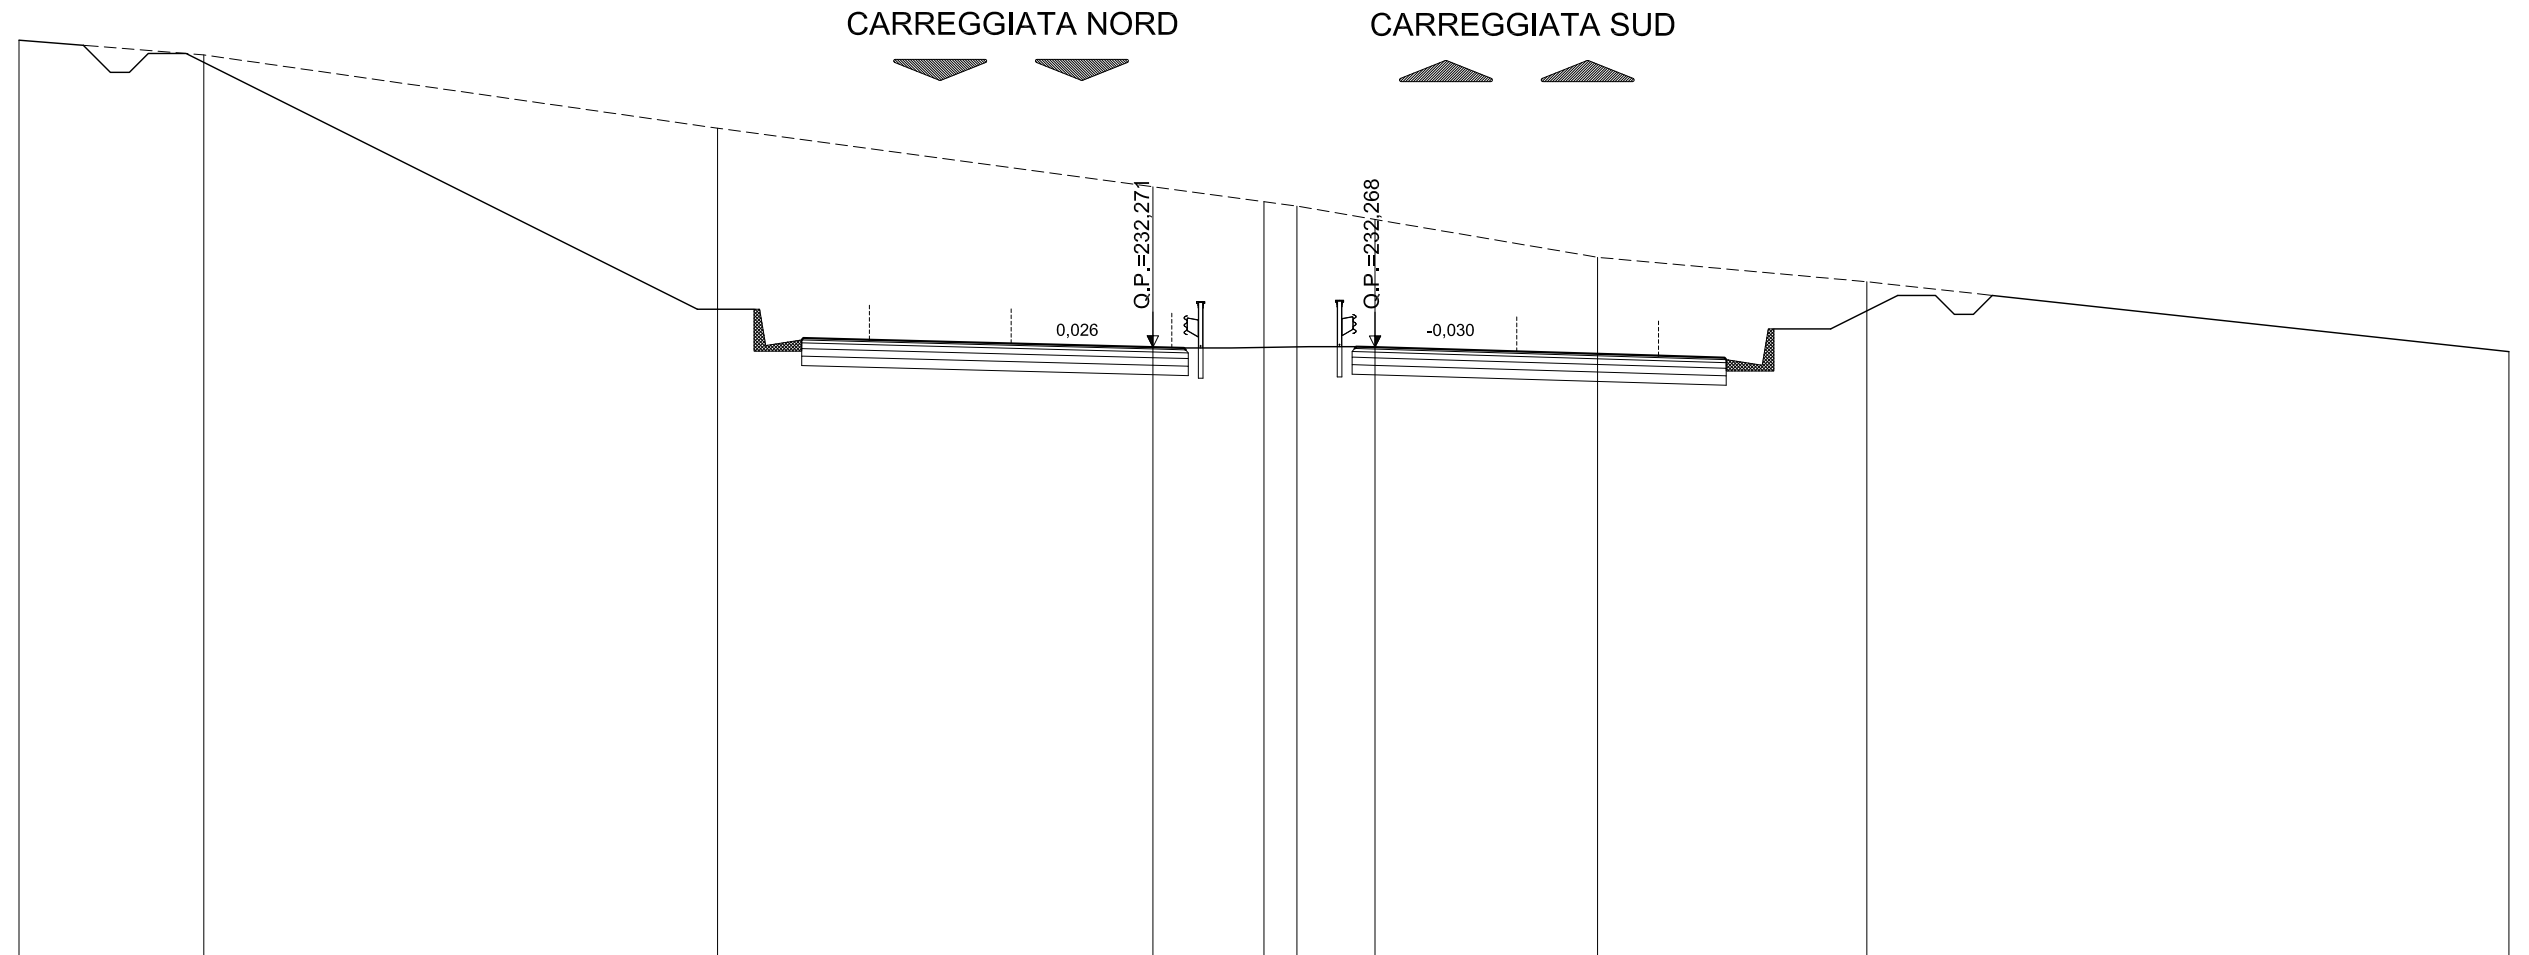 CARREGGIATA NORD
CARREGGIATA SUD
Q.P.=232,271
Q.P.=232,268
0,026
-0,030